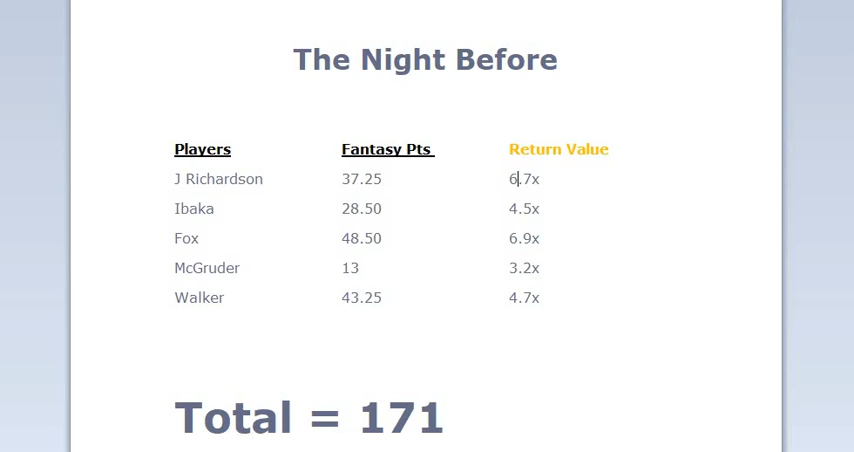 The Night Before
Players Fantasy Pts Return Value
J Richardson 37.25 6.7x
Ibaka 28.50 4.5x
Fox 48.50 6.9x
McGruder 13 3.2x
Walker 43.25 4.7x
Total = 171